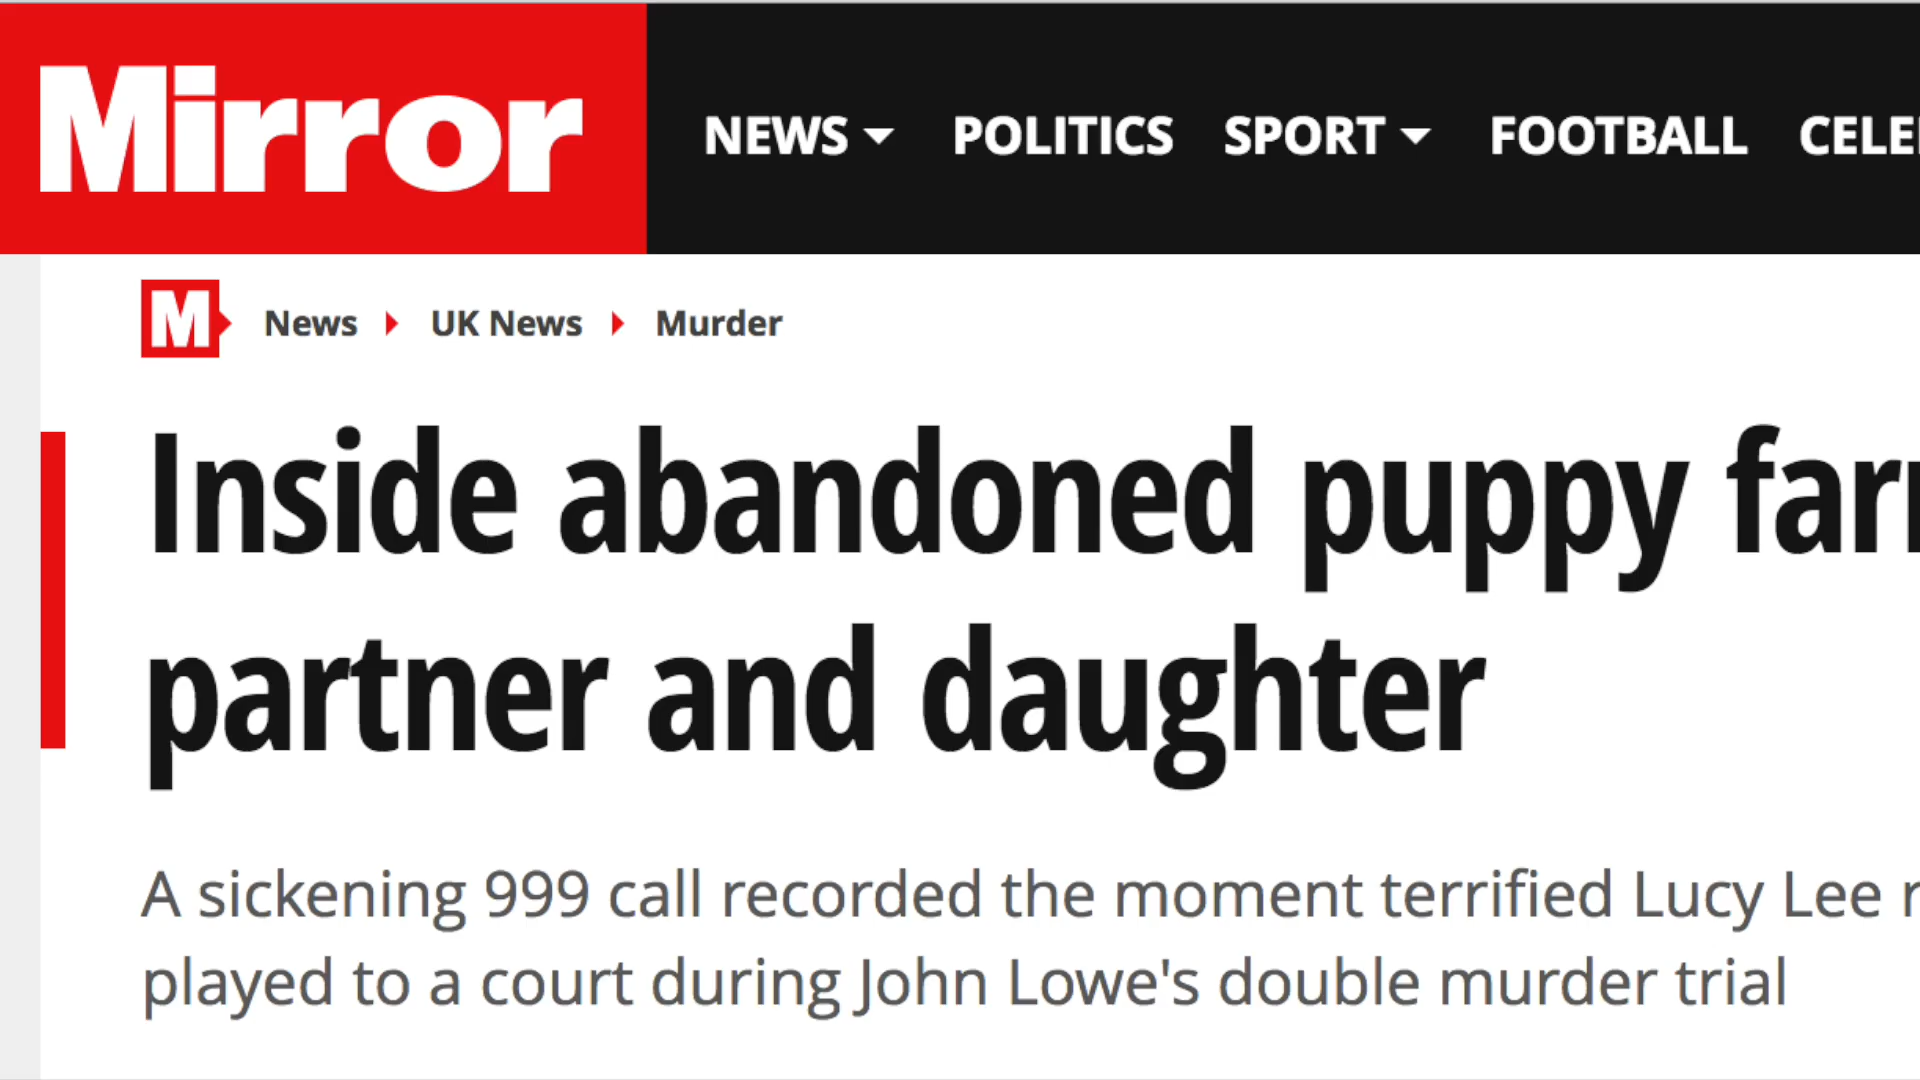 Mirror
NEWS POLITICS SPORT FOOTBALL
M News UK News Murder
Inside abandoned puppy
partner and daughter
A sickening 999 call recorded the moment terrified Lucy Lee
played to a court during John Lowe's double murder trial